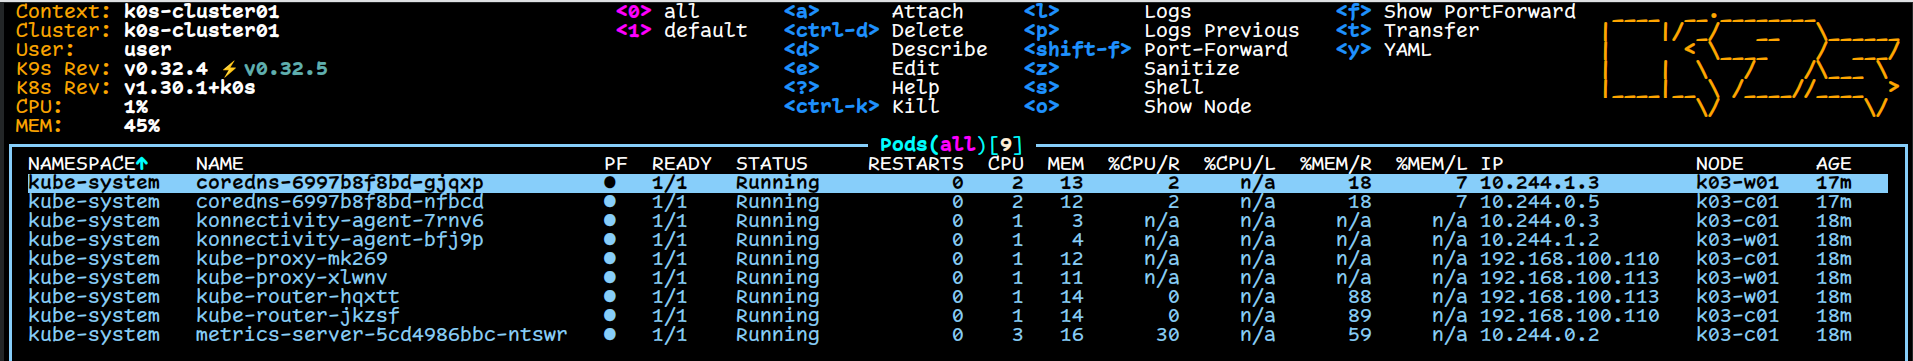 Context: k0s-cluster01 <0> all <a> Attach <l> Logs <f> Show PortForward
Cluster: k0s-cluster01 <1> default <ctrl-d> Delete <p> Logs Previous <t> Transfer
User: user <d> Describe <shift-f> Port-Forward <y> YAML
K9s Rev: v0.32.4 ⚡v0.32.5 <e> Edit <z> Sanitize
K8s Rev: v1.30.1+k0s <?> Help <s> Shell
CPU: 1% <ctrl-k> Kill <o> Show Node
MEM: 45%
Pods(all)[9]
NAMESPACE↑ NAME PF READY STATUS RESTARTS CPU MEM %CPU/R %CPU/L %MEM/R %MEM/L IP NODE AGE
kube-system coredns-6997b8f8bd-gjqxp ● 1/1 Running 0 2 13 2 n/a 18 7 10.244.1.3 k03-w01 17m
kube-system coredns-6997b8f8bd-nfbcd ● 1/1 Running 0 2 12 2 n/a 18 7 10.244.0.5 k03-c01 17m
kube-system konnectivity-agent-7rnv6 ● 1/1 Running 0 1 3 n/a n/a n/a n/a 10.244.0.3 k03-c01 18m
kube-system konnectivity-agent-bfj9p ● 1/1 Running 0 1 4 n/a n/a n/a n/a 10.244.1.2 k03-w01 18m
kube-system kube-proxy-mk269 ● 1/1 Running 0 1 12 n/a n/a n/a n/a 192.168.100.110 k03-c01 18m
kube-system kube-proxy-xlwnv ● 1/1 Running 0 1 11 n/a n/a n/a n/a 192.168.100.113 k03-w01 18m
kube-system kube-router-hqxtt ● 1/1 Running 0 1 14 0 n/a 88 n/a 192.168.100.113 k03-w01 18m
kube-system kube-router-jkzsf ● 1/1 Running 0 1 14 0 n/a 89 n/a 192.168.100.110 k03-c01 18m
kube-system metrics-server-5cd4986bbc-ntswr ● 1/1 Running 0 3 16 30 n/a 59 n/a 10.244.0.2 k03-c01 18m